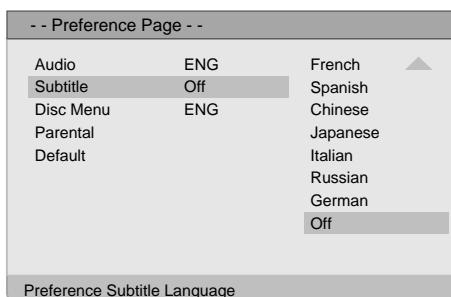 - - Preference Page - -
Audio ENG French
Subtitle Off Spanish
Disc Menu ENG Chinese
Parental Japanese
Default Italian
Russian
German
Off
Preference Subtitle Language